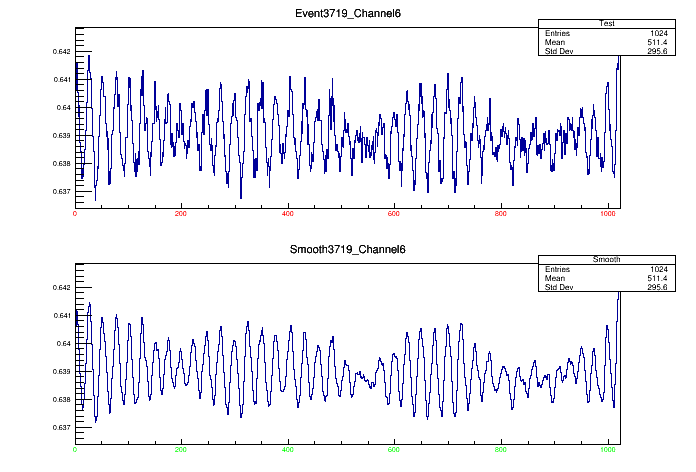 Event3719_Channel6
Test
Entries 1024
Mean 511.4
Std Dev 295.6
0.642
0.641
0.64
0.639
0.638
0.637
0 200 400 600 800 1000
Smooth3719_Channel6
Smooth
Entries 1024
Mean 511.4
Std Dev 295.6
0.642
0.641
0.64
0.639
0.638
0.637
0 200 400 600 800 1000